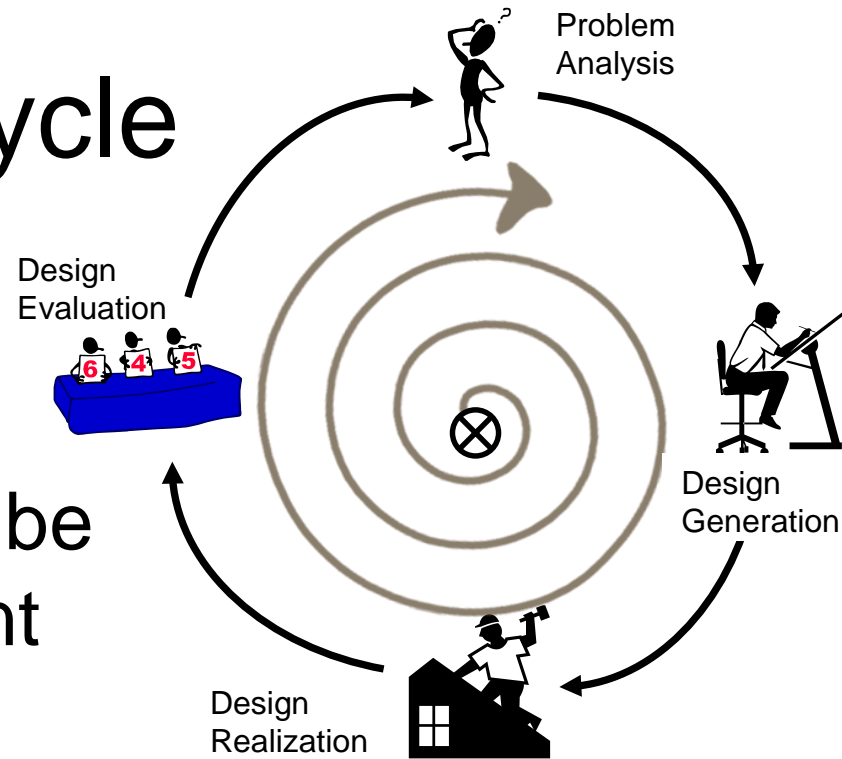 ycle
Problem
Analysis
?
Design
Evaluation
6 4 5
be
nt
Design
Generation
Design
Realization